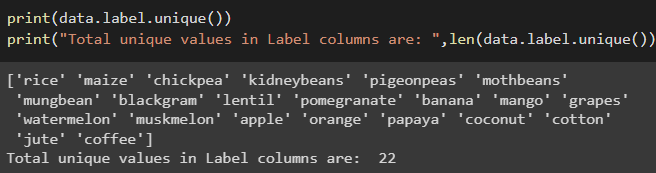 print(data.label.unique())
print("Total unique values in Label columns are: ",len(data.label.unique())
['rice' 'maize' 'chickpea' 'kidneybeans' 'pigeonpeas' 'mothbeans'
 'mungbean' 'blackgram' 'lentil' 'pomegranate' 'banana' 'mango' 'grapes'
 'watermelon' 'muskmelon' 'apple' 'orange' 'papaya' 'coconut' 'cotton'
 'jute' 'coffee']
Total unique values in Label columns are:  22